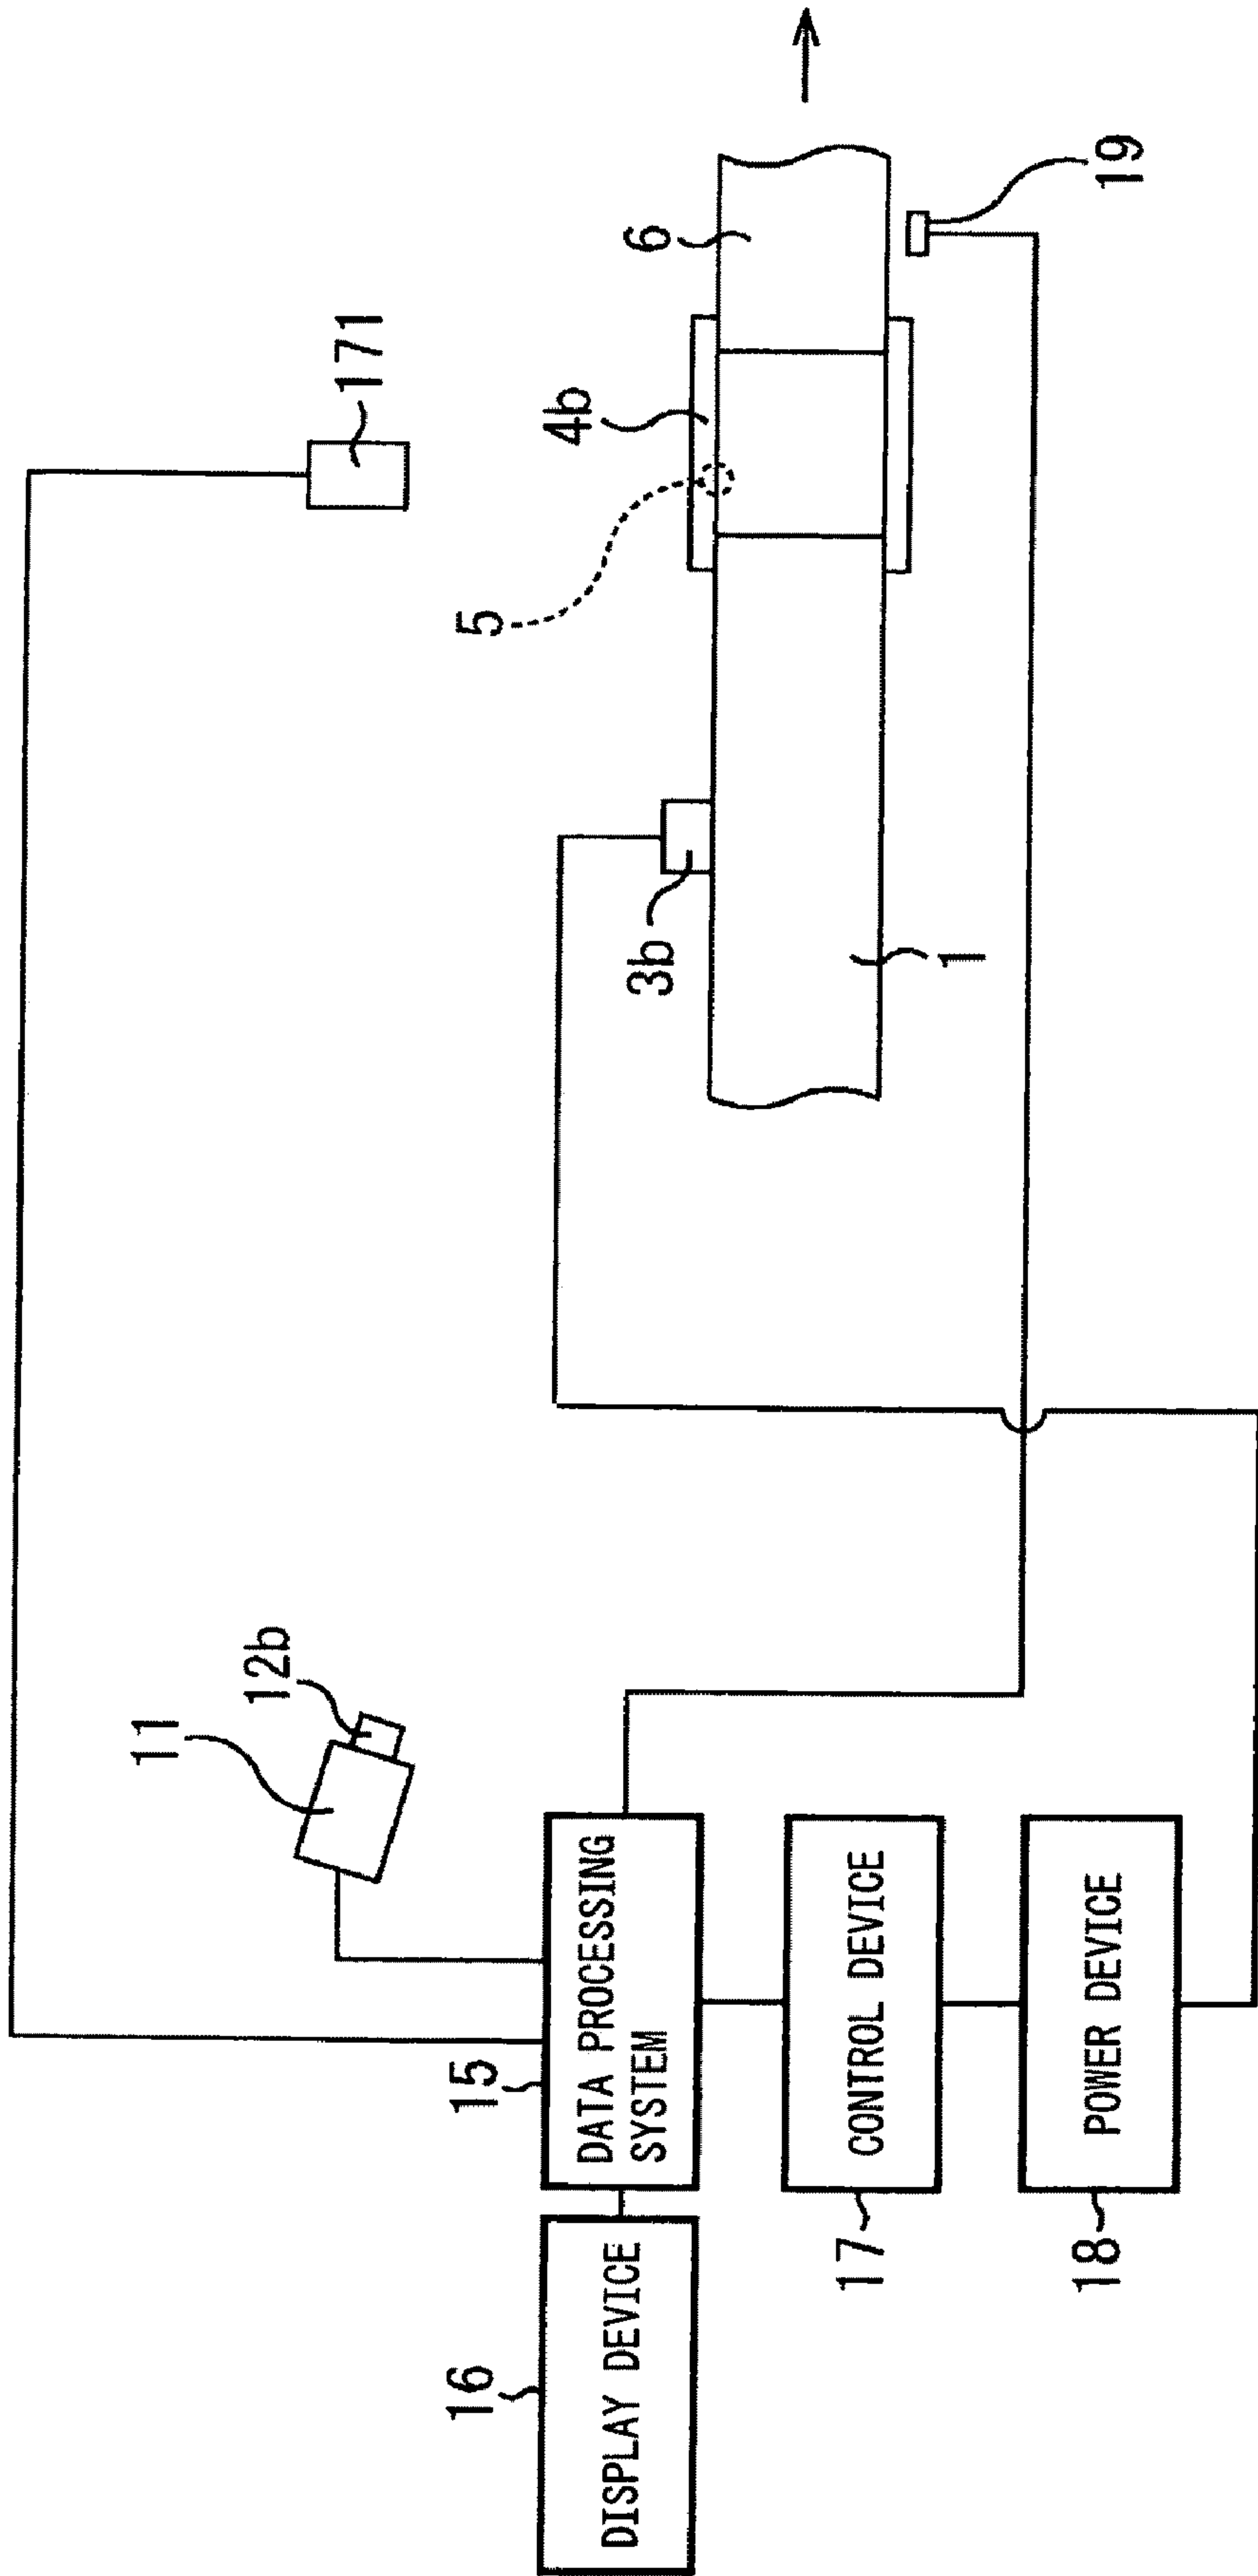 171
11
12b
6
4b
5
3b
1
19
15
DATA PROCESSING
SYSTEM
16
DISPLAY DEVICE
17
CONTROL DEVICE
18
POWER DEVICE